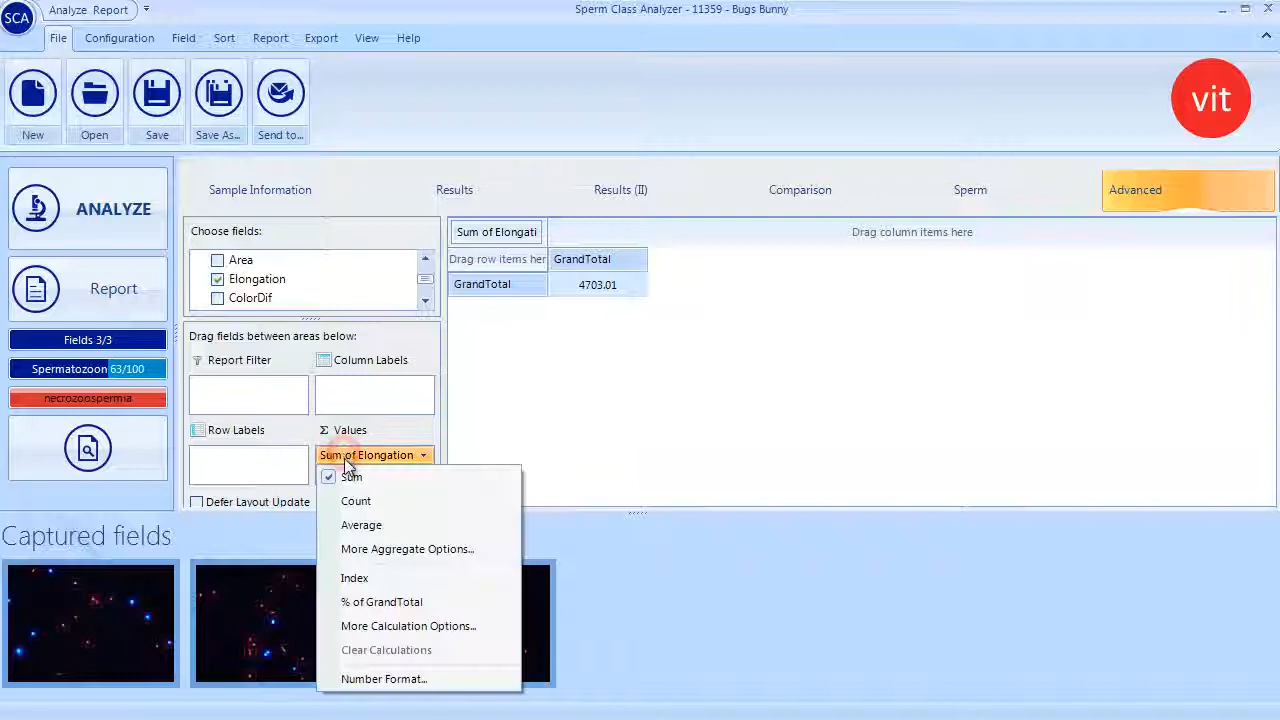 SCA
Analyze Report
Sperm Class Analyzer - 11359 - Bugs Bunny
File Configuration Field Sort Report Export View Help
New Open Save Save As... Send to...
vit
ANALYZE
Report
Fields 3/3
Spermatozoon 63/100
necrozoospermia
Sample Information Results Results (II) Comparison Sperm Advanced
Choose fields:
Area
Elongation
ColorDif
Drag fields between areas below:
Report Filter Column Labels
Row Labels Σ Values
Sum of Elongation
Defer Layout Update
Sum
Count
Average
More Aggregate Options...
Index
% of GrandTotal
More Calculation Options...
Clear Calculations
Number Format...
Sum of Elongati Drag column items here
Drag row items her GrandTotal
GrandTotal 4703.01
Captured fields